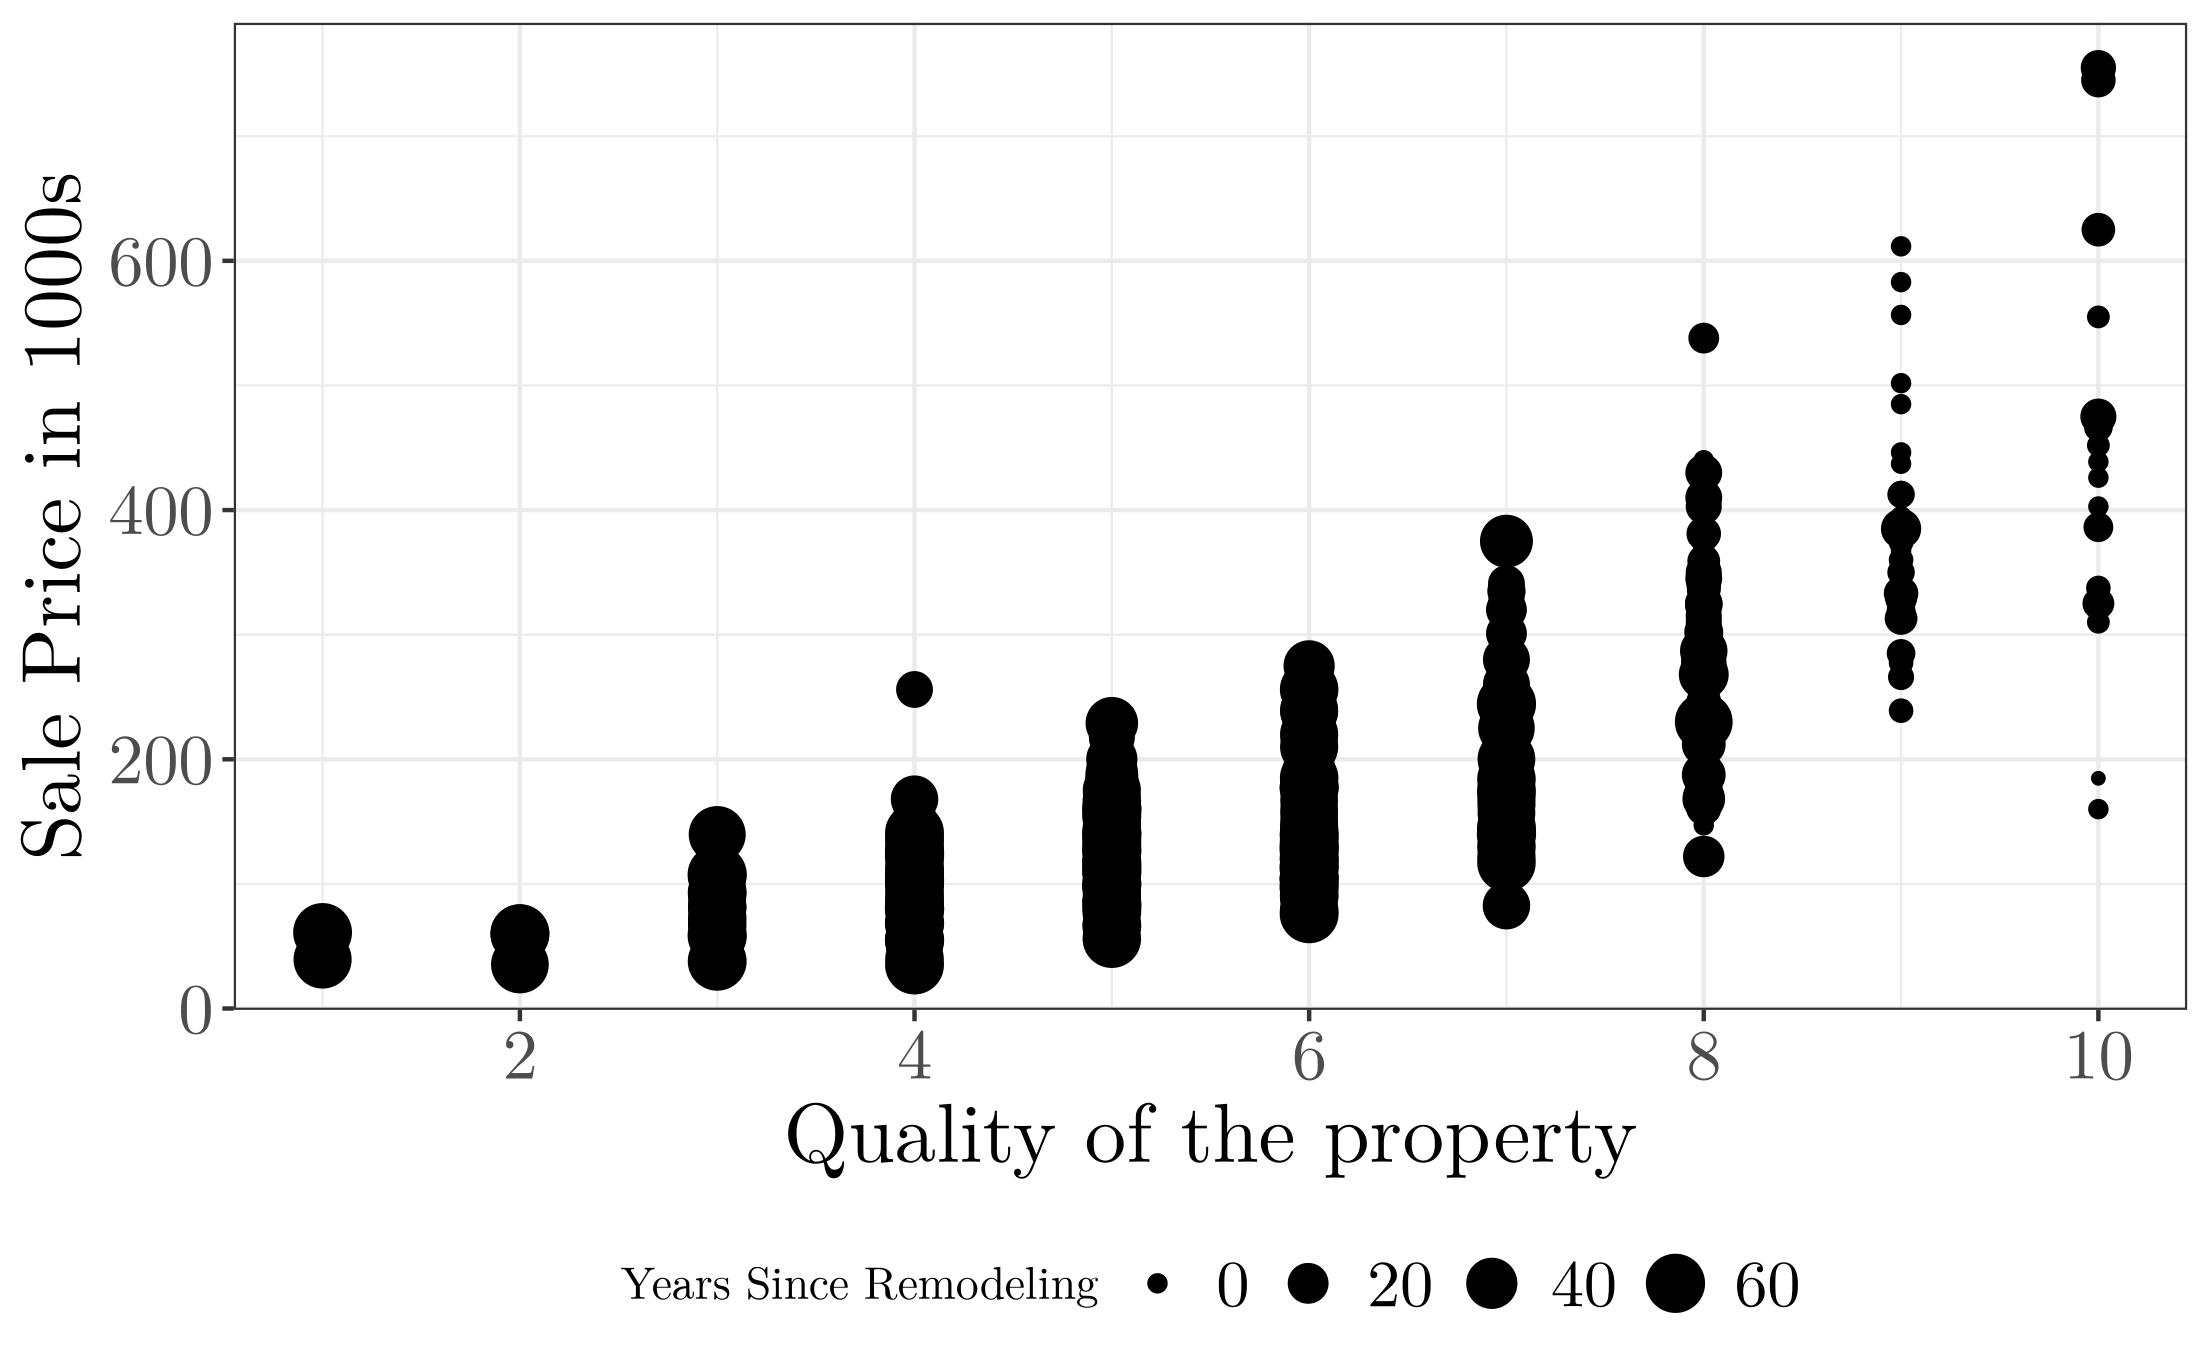 Sale Price in 1000s
600
400
200
0
2 4 6 8 10
Quality of the property
Years Since Remodeling 0 20 40 60